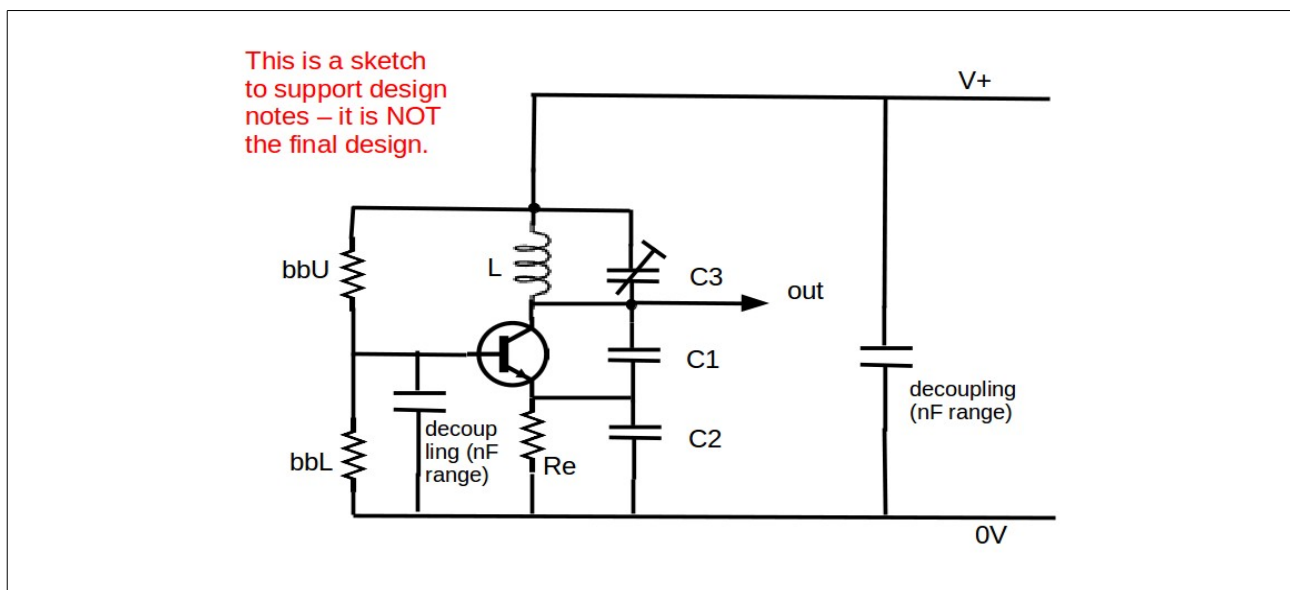 This is a sketch
to support design
notes – it is NOT
the final design.
V+
bbU
L
C3
out
C1
decoupling
(nF range)
decoup
ling (nF
range)
C2
bbL
Re
0V